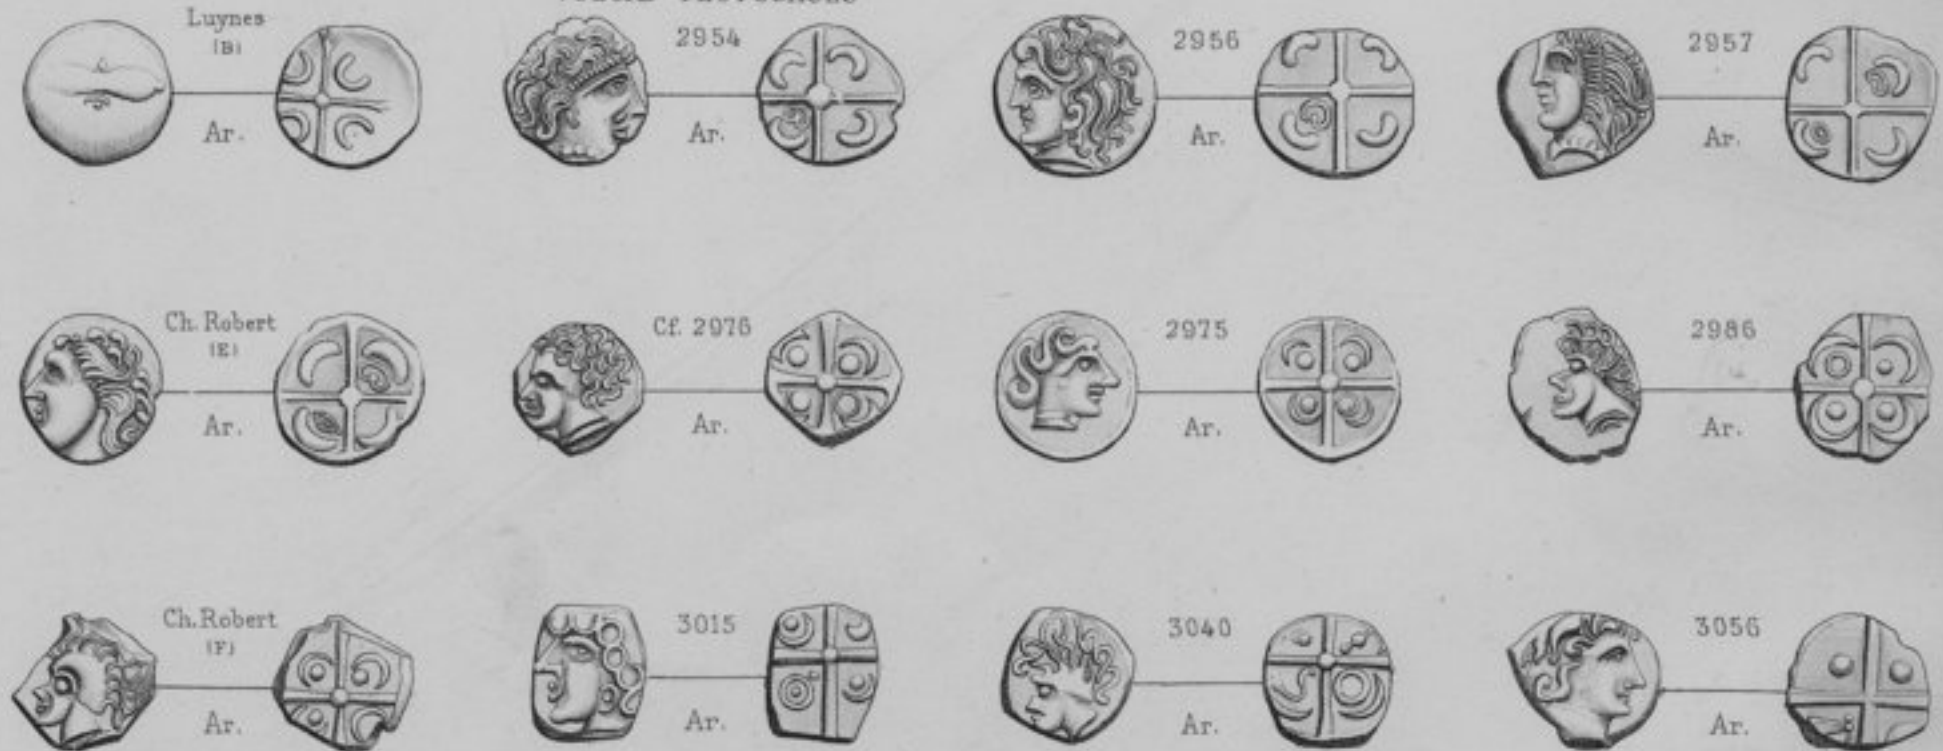 Luynes
(B)
Ar.
2954
Ar.
2956
Ar.
2957
Ar.
Ch. Robert
(E)
Ar.
Cf. 2976
Ar.
2975
Ar.
2986
Ar.
Ch. Robert
(F)
Ar.
3015
Ar.
3040
Ar.
3056
Ar.